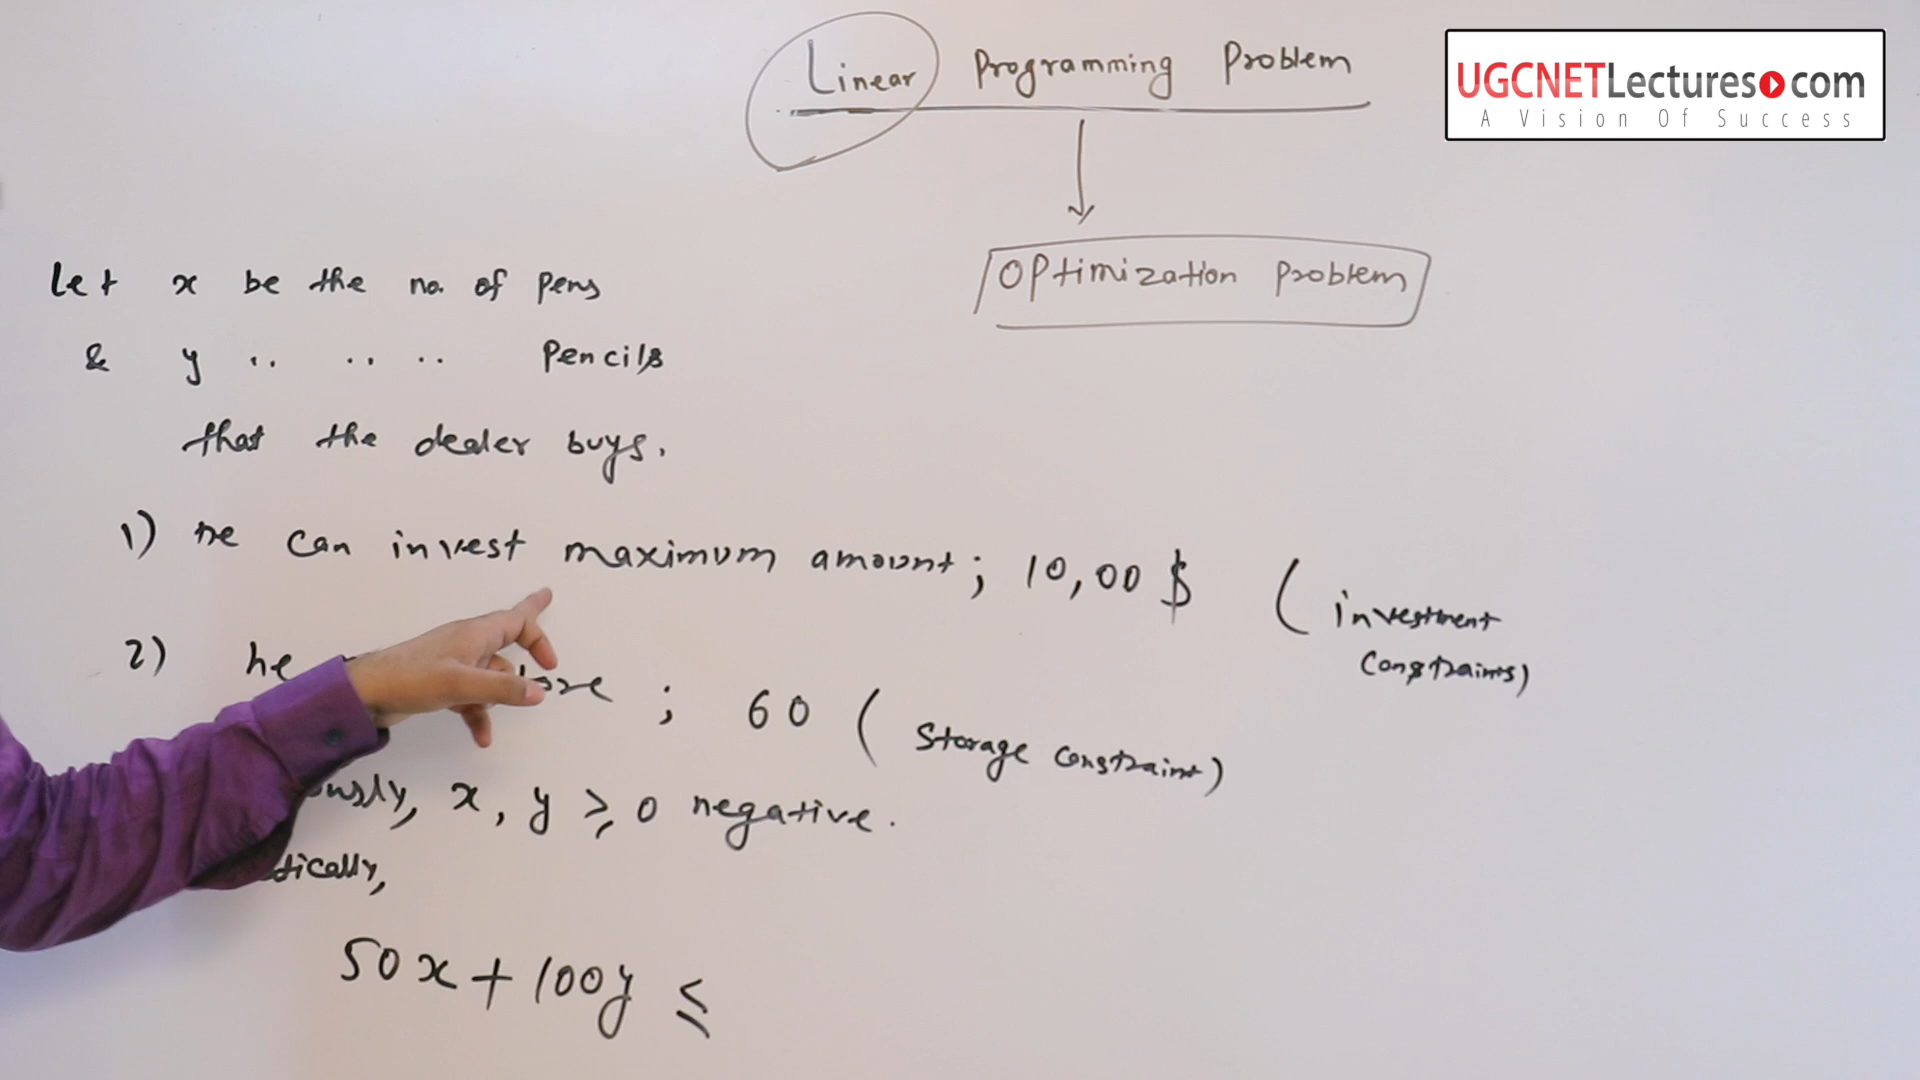 Linear Programming Problem
UGCNETLectures.com
A Vision Of Success
Optimization Problem
Let x be the no. of Pens
& y .. .. .. Pencils
that the dealer buys.
1) he can invest maximum amount; 10,00 $ (investment
constraints)
2) he ; 60 (Storage constraint)
x, y ≥ 0 negative.
50x + 100y ≤